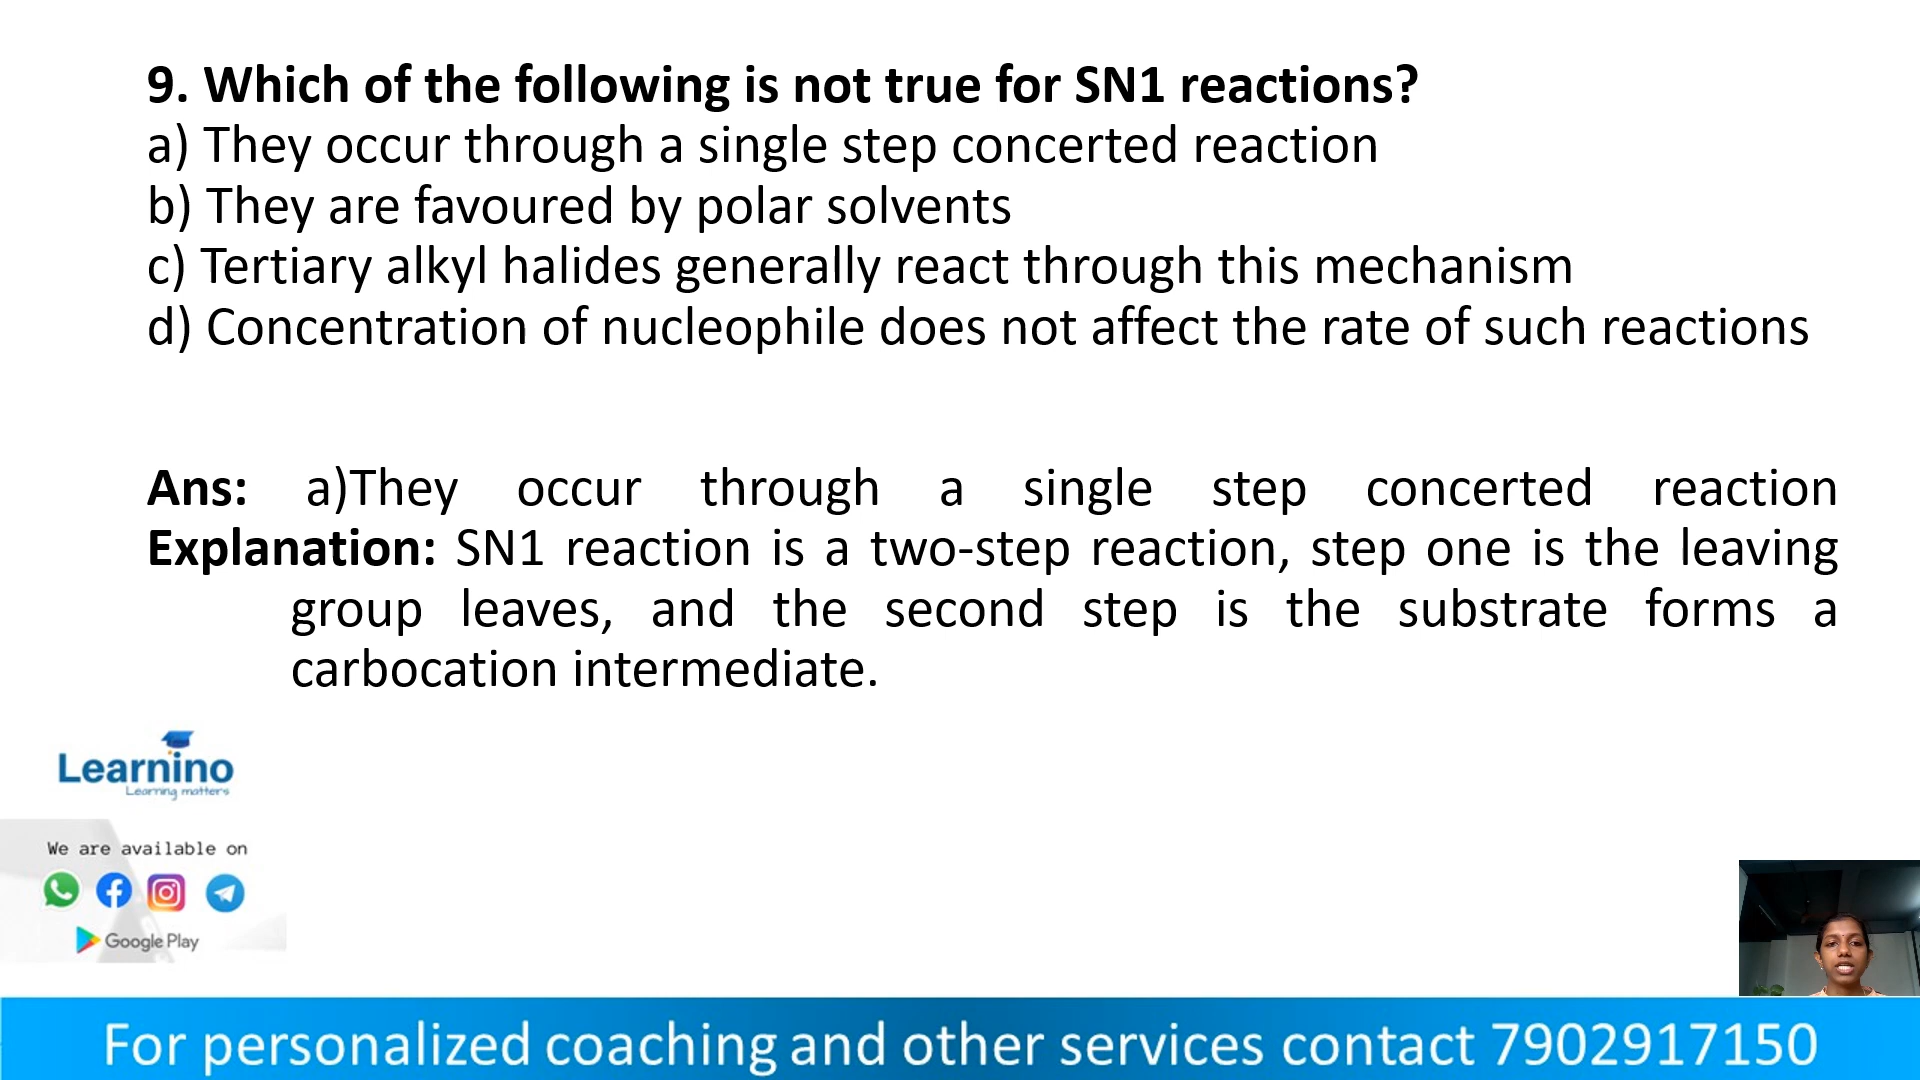 9. Which of the following is not true for SN1 reactions?
a) They occur through a single step concerted reaction
b) They are favoured by polar solvents
c) Tertiary alkyl halides generally react through this mechanism
d) Concentration of nucleophile does not affect the rate of such reactions
Ans: a)They occur through a single step concerted reaction
Explanation: SN1 reaction is a two-step reaction, step one is the leaving
group leaves, and the second step is the substrate forms a
carbocation intermediate.
Learnino
Learning matters
We are available on
Google Play
For personalized coaching and other services contact 7902917150